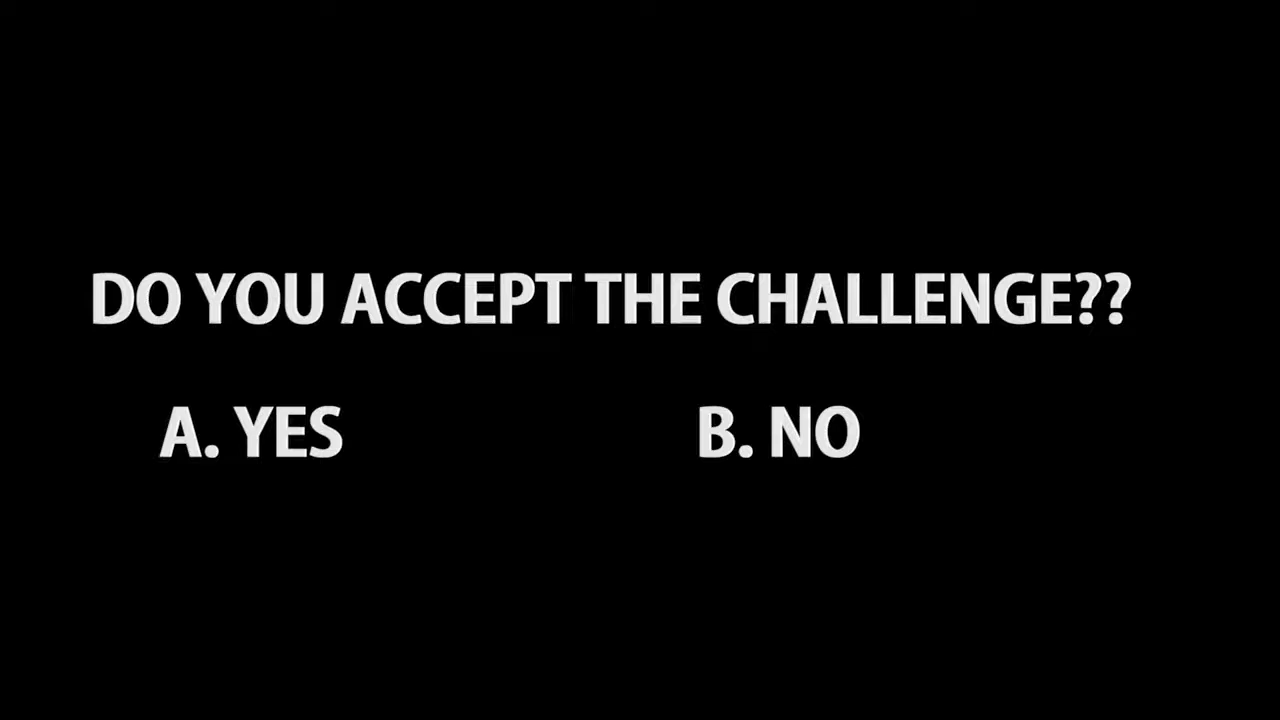 DO YOU ACCEPT THE CHALLENGE??
A. YES B. NO